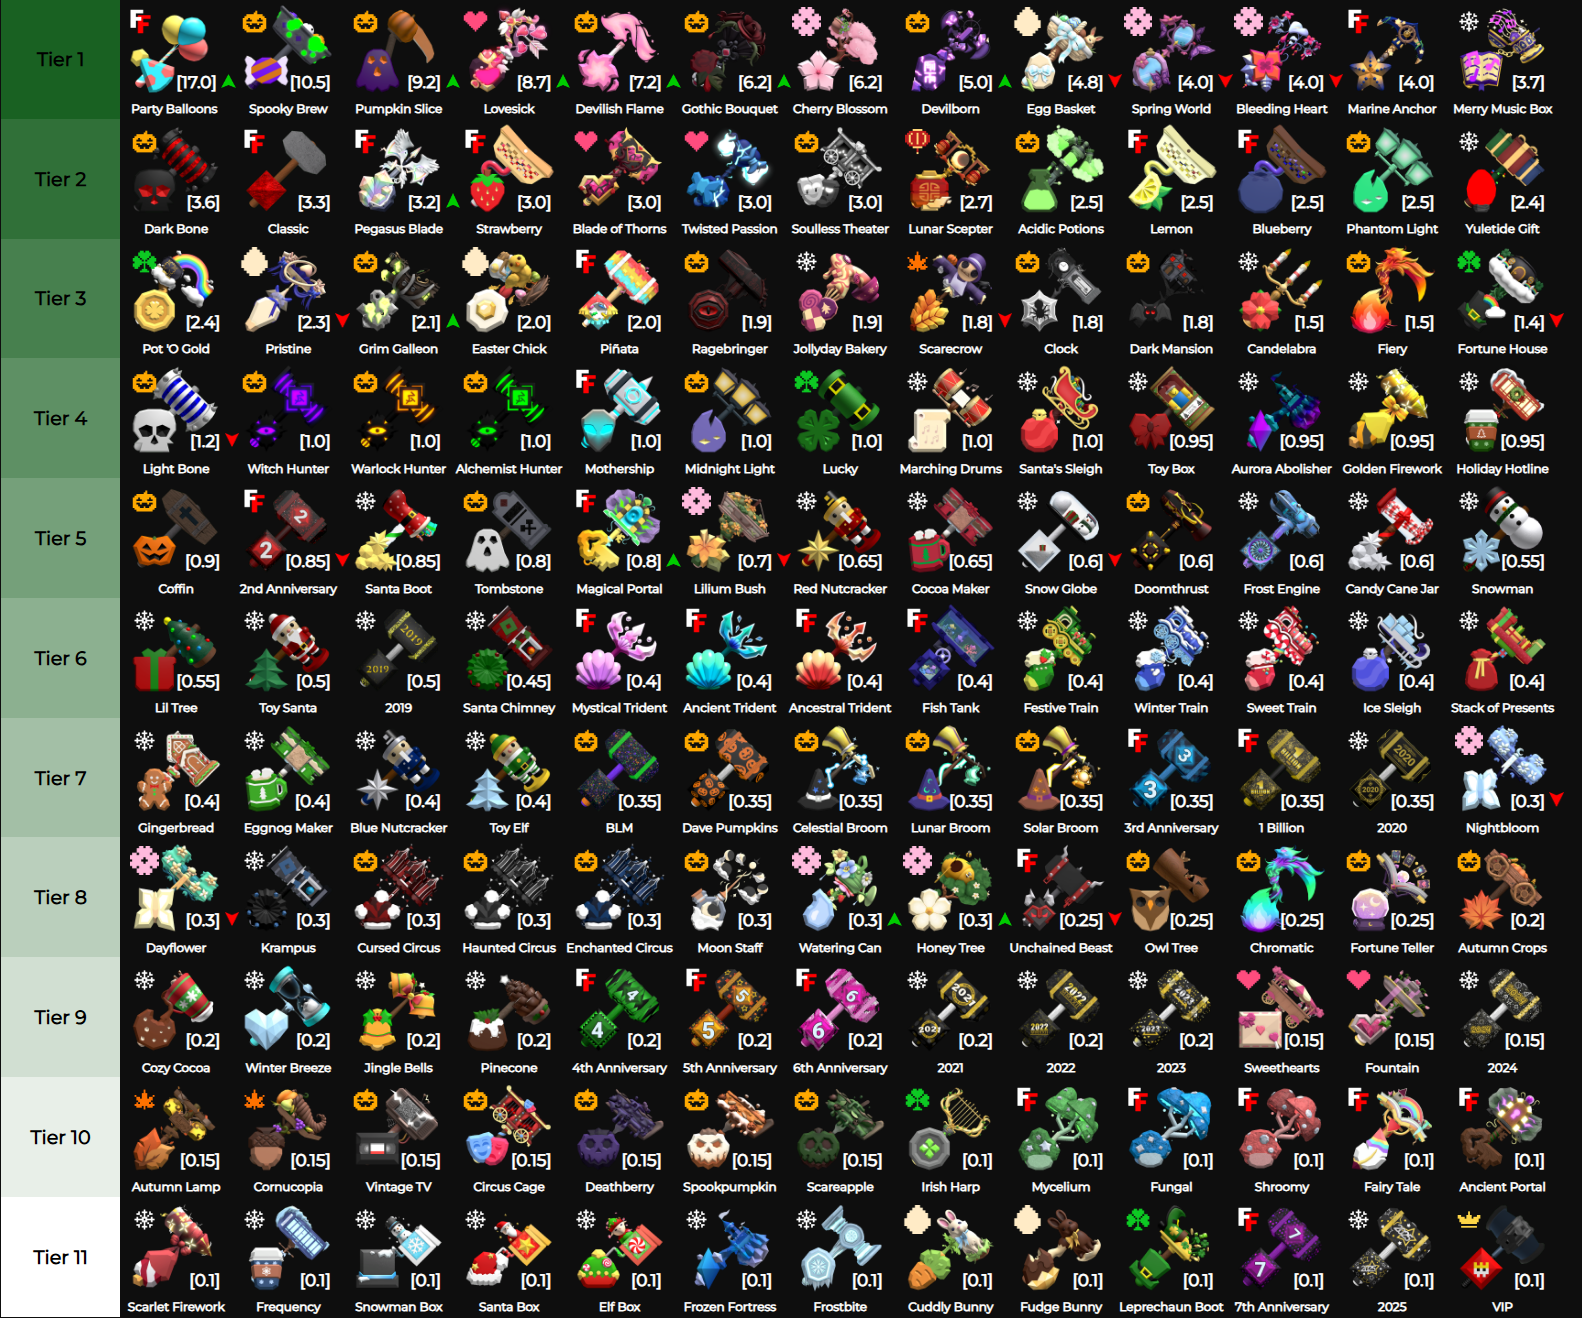 Tier 1
[17.0] [10.5] [9.2] [8.7] [7.2] [6.2] [6.2] [5.0] [4.8] [4.0] [4.0] [4.0] [3.7]
Party Balloons Spooky Brew Pumpkin Slice Lovesick Devilish Flame Gothic Bouquet Cherry Blossom Devilborn Egg Basket Spring World Bleeding Heart Marine Anchor Merry Music Box
Tier 2
[3.6] [3.3] [3.2] [3.0] [3.0] [3.0] [3.0] [2.7] [2.5] [2.5] [2.5] [2.5] [2.4]
Dark Bone Classic Pegasus Blade Strawberry Blade of Thorns Twisted Passion Soulless Theater Lunar Scepter Acidic Potions Lemon Blueberry Phantom Light Yuletide Gift
Tier 3
[2.4] [2.3] [2.1] [2.0] [2.0] [1.9] [1.9] [1.8] [1.8] [1.8] [1.5] [1.5] [1.4]
Pot 'O Gold Pristine Grim Galleon Easter Chick Piñata Ragebringer Jollyday Bakery Scarecrow Clock Dark Mansion Candelabra Fiery Fortune House
Tier 4
[1.2] [1.0] [1.0] [1.0] [1.0] [1.0] [1.0] [1.0] [1.0] [0.95] [0.95] [0.95] [0.95]
Light Bone Witch Hunter Warlock Hunter Alchemist Hunter Mothership Midnight Light Lucky Marching Drums Santa's Sleigh Toy Box Aurora Abolisher Golden Firework Holiday Hotline
Tier 5
[0.9] [0.85] [0.85] [0.8] [0.8] [0.7] [0.65] [0.65] [0.6] [0.6] [0.6] [0.6] [0.55]
Coffin 2nd Anniversary Santa Boot Tombstone Magical Portal Lilium Bush Red Nutcracker Cocoa Maker Snow Globe Doomthrust Frost Engine Candy Cane Jar Snowman
Tier 6
[0.55] [0.5] [0.5] [0.45] [0.4] [0.4] [0.4] [0.4] [0.4] [0.4] [0.4] [0.4] [0.4]
Lil Tree Toy Santa 2019 Santa Chimney Mystical Trident Ancient Trident Ancestral Trident Fish Tank Festive Train Winter Train Sweet Train Ice Sleigh Stack of Presents
Tier 7
[0.4] [0.4] [0.4] [0.4] [0.35] [0.35] [0.35] [0.35] [0.35] [0.35] [0.35] [0.35] [0.3]
Gingerbread Eggnog Maker Blue Nutcracker Toy Elf BLM Dave Pumpkins Celestial Broom Lunar Broom Solar Broom 3rd Anniversary 1 Billion 2020 Nightbloom
Tier 8
[0.3] [0.3] [0.3] [0.3] [0.3] [0.3] [0.3] [0.3] [0.25] [0.25] [0.25] [0.25] [0.2]
Dayflower Krampus Cursed Circus Haunted Circus Enchanted Circus Moon Staff Watering Can Honey Tree Unchained Beast Owl Tree Chromatic Fortune Teller Autumn Crops
Tier 9
[0.2] [0.2] [0.2] [0.2] [0.2] [0.2] [0.2] [0.2] [0.2] [0.2] [0.15] [0.15] [0.15]
Cozy Cocoa Winter Breeze Jingle Bells Pinecone 4th Anniversary 5th Anniversary 6th Anniversary 2021 2022 2023 Sweethearts Fountain 2024
Tier 10
[0.15] [0.15] [0.15] [0.15] [0.15] [0.15] [0.15] [0.1] [0.1] [0.1] [0.1] [0.1] [0.1]
Autumn Lamp Cornucopia Vintage TV Circus Cage Deathberry Spookpumpkin Scareapple Irish Harp Mycelium Fungal Shroomy Fairy Tale Ancient Portal
Tier 11
[0.1] [0.1] [0.1] [0.1] [0.1] [0.1] [0.1] [0.1] [0.1] [0.1] [0.1] [0.1] [0.1]
Scarlet Firework Frequency Snowman Box Santa Box Elf Box Frozen Fortress Frostbite Cuddly Bunny Fudge Bunny Leprechaun Boot 7th Anniversary 2025 VIP